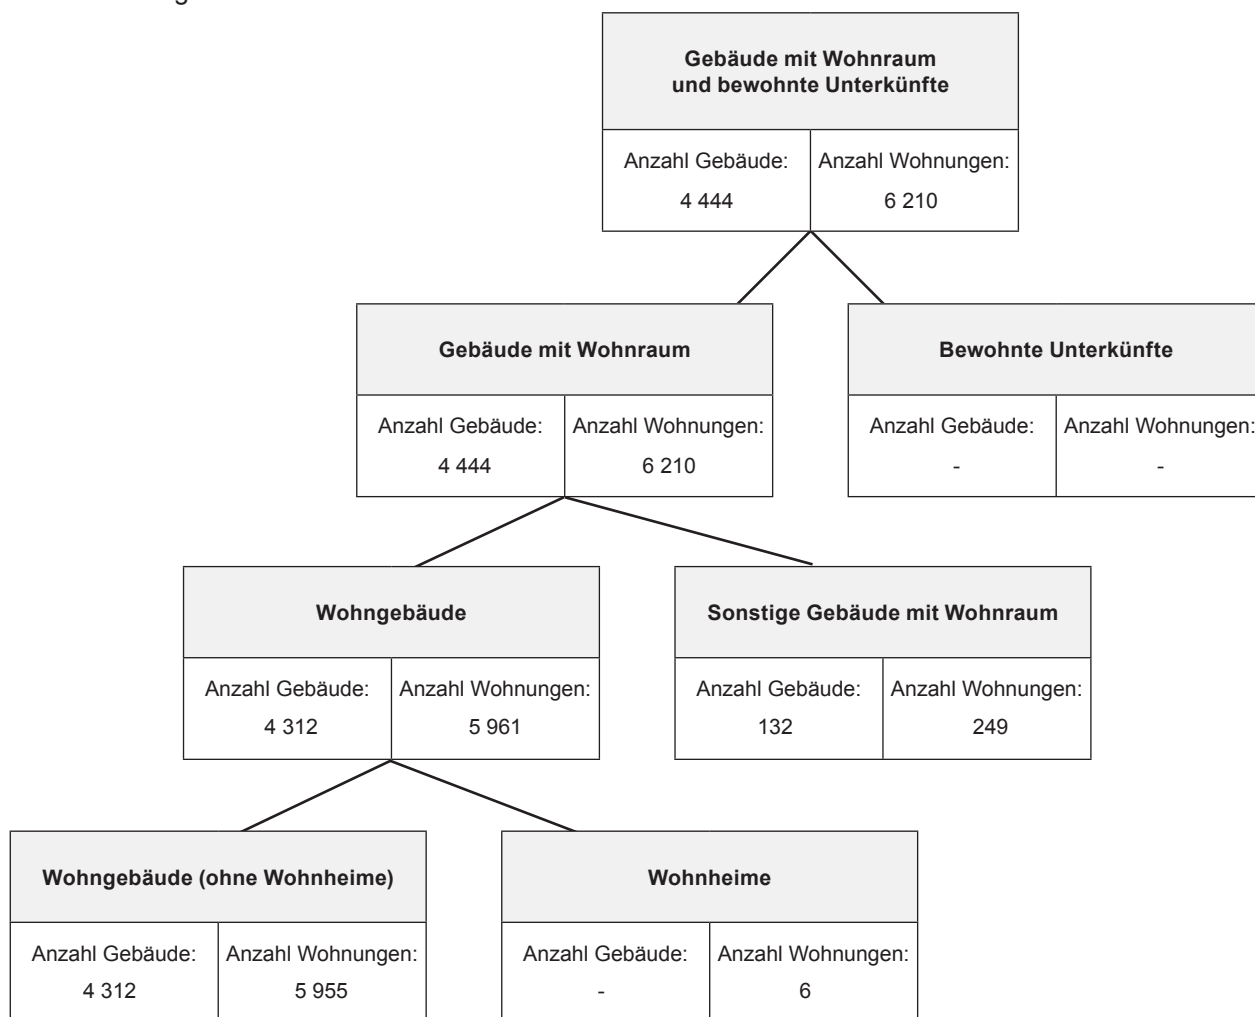 Gebäude mit Wohnraum
und bewohnte Unterkünfte
Anzahl Gebäude: Anzahl Wohnungen:
4 444 6 210
Gebäude mit Wohnraum Bewohnte Unterkünfte
Anzahl Gebäude: Anzahl Wohnungen: Anzahl Gebäude: Anzahl Wohnungen:
4 444 6 210 - -
Wohngebäude Sonstige Gebäude mit Wohnraum
Anzahl Gebäude: Anzahl Wohnungen: Anzahl Gebäude: Anzahl Wohnungen:
4 312 5 961 132 249
Wohngebäude (ohne Wohnheime) Wohnheime
Anzahl Gebäude: Anzahl Wohnungen: Anzahl Gebäude: Anzahl Wohnungen:
4 312 5 955 - 6